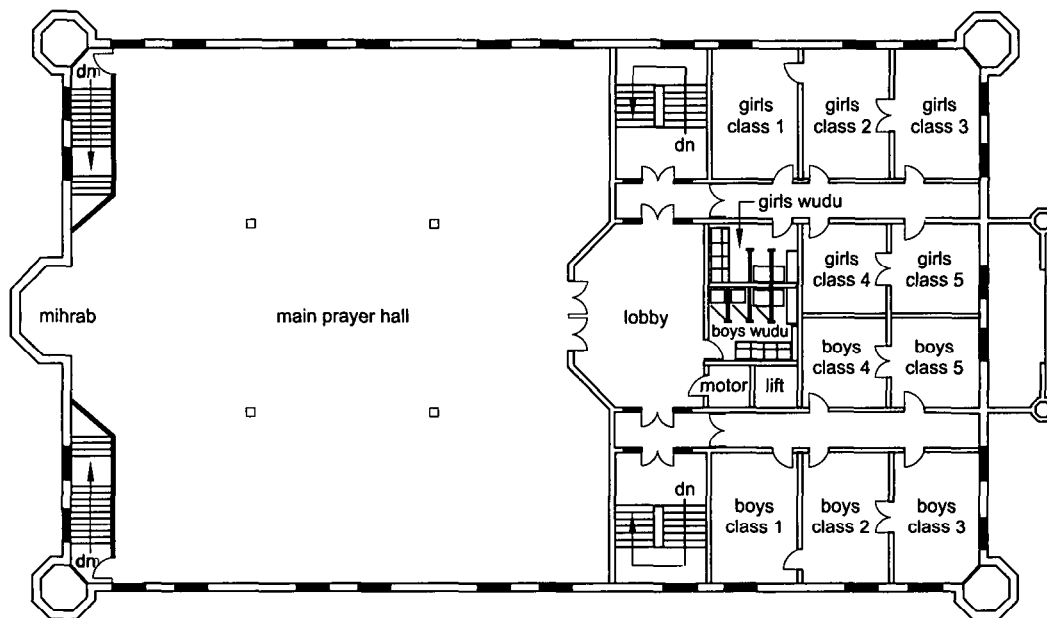 dm
dn
girls
class 1
girls
class 2
girls
class 3
girls wudu
girls
class 4
girls
class 5
mihrab
main prayer hall
lobby
boys wudu
boys
class 4
boys
class 5
motor
lift
dn
boys
class 1
boys
class 2
boys
class 3
dm